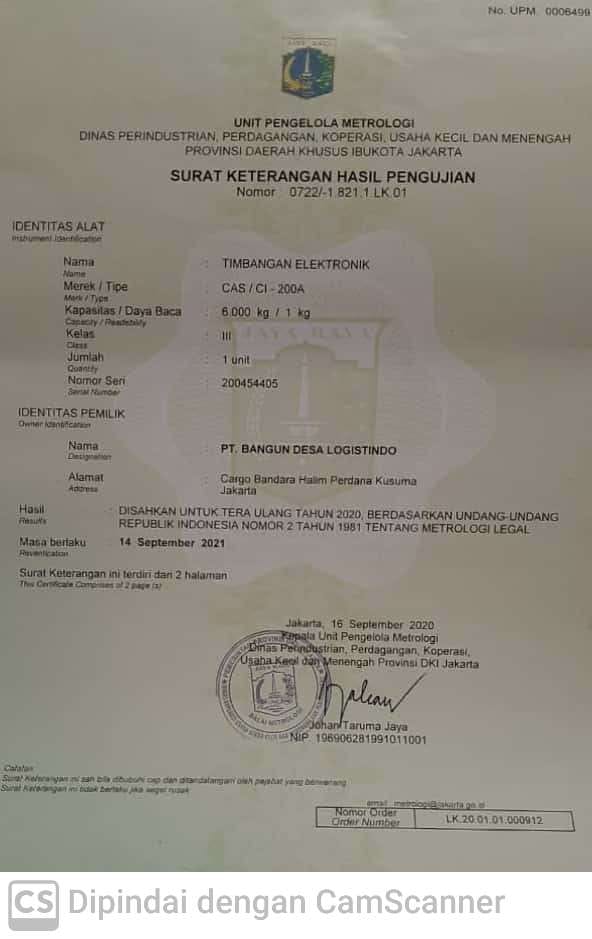 No. UPM. 0006499
JAYA RAYA
UNIT PENGELOLA METROLOGI
DINAS PERINDUSTRIAN, PERDAGANGAN, KOPERASI, USAHA KECIL DAN MENENGAH
PROVINSI DAERAH KHUSUS IBUKOTA JAKARTA
SURAT KETERANGAN HASIL PENGUJIAN
Nomor : 0722/-1.821.1.LK.01
IDENTITAS ALAT
Instrument Identification
Nama : TIMBANGAN ELEKTRONIK
Name
Merek / Tipe : CAS / CI - 200A
Merk / Type
Kapasitas / Daya Baca : 6.000 kg / 1 kg
Capacity / Readability
Kelas : III
Class
JAYA RAYA
Jumlah : 1 unit
Quantity
Nomor Seri : 200454405
Serial Number
IDENTITAS PEMILIK
Owner Identification
Nama : PT. BANGUN DESA LOGISTINDO
Designation
Alamat : Cargo Bandara Halim Perdana Kusuma
Address Jakarta
Hasil : DISAHKAN UNTUK TERA ULANG TAHUN 2020, BERDASARKAN UNDANG-UNDANG
Results REPUBLIK INDONESIA NOMOR 2 TAHUN 1981 TENTANG METROLOGI LEGAL
Masa berlaku : 14 September 2021
Reverification
Surat Keterangan ini terdiri dari 2 halaman
This Certificate Comprises of 2 page (s)
Jakarta, 16 September 2020
Kepala Unit Pengelola Metrologi
Dinas Perindustrian, Perdagangan, Koperasi,
Usaha Kecil dan Menengah Provinsi DKI Jakarta
JAYA RAYA
BALAI METROLOGI
Johan Taruma Jaya
NIP. 196906281991011001
Catatan
Surat Keterangan ini sah bila dibubuhi cap dan ditandatangani oleh pejabat yang berwenang
Surat Keterangan ini tidak berlaku jika segel rusak
email : metrologi@jakarta.go.id
Nomor Order LK.20.01.01.000912
Order Number
CS Dipindai dengan CamScanner